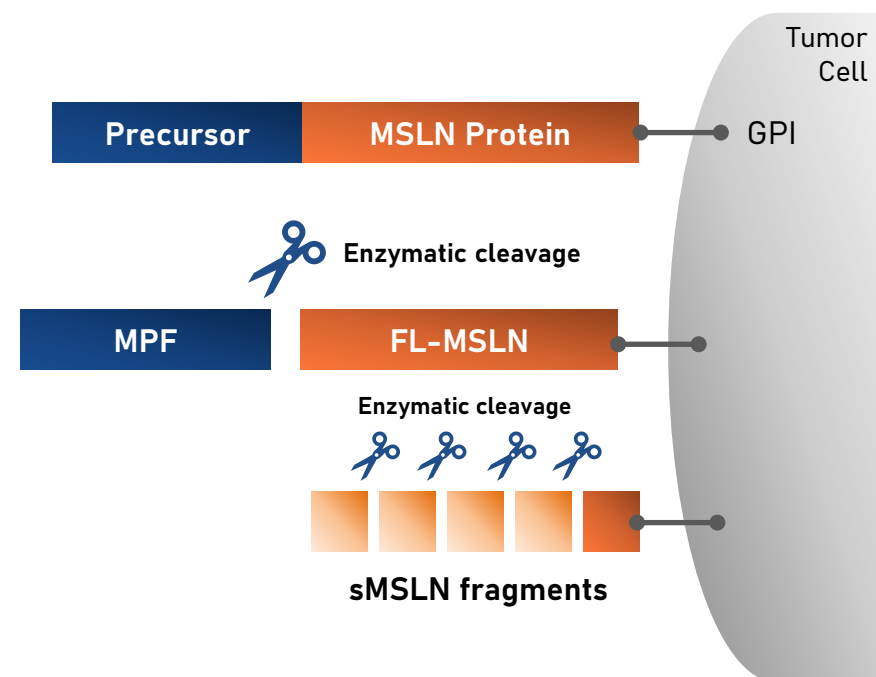 Tumor
Cell
Precursor
MSLN Protein
GPI
Enzymatic cleavage
MPF
FL-MSLN
Enzymatic cleavage
sMSLN fragments